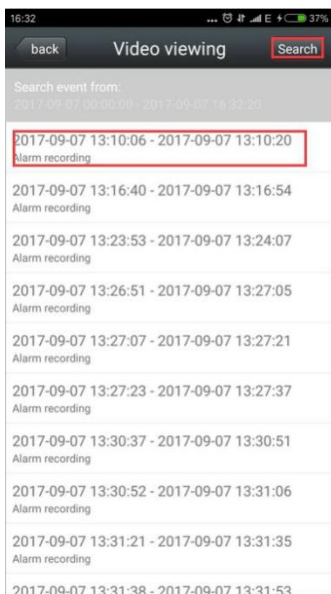 16:32 ... E 37%
back Video viewing Search
Search event from:
2017-09-07 00:00:00 - 2017-09-07 16:32:20
2017-09-07 13:10:06 - 2017-09-07 13:10:20
Alarm recording
2017-09-07 13:16:40 - 2017-09-07 13:16:54
Alarm recording
2017-09-07 13:23:53 - 2017-09-07 13:24:07
Alarm recording
2017-09-07 13:26:51 - 2017-09-07 13:27:05
Alarm recording
2017-09-07 13:27:07 - 2017-09-07 13:27:21
Alarm recording
2017-09-07 13:27:23 - 2017-09-07 13:27:37
Alarm recording
2017-09-07 13:30:37 - 2017-09-07 13:30:51
Alarm recording
2017-09-07 13:30:52 - 2017-09-07 13:31:06
Alarm recording
2017-09-07 13:31:21 - 2017-09-07 13:31:35
Alarm recording
2017-09-07 13:31:38 - 2017-09-07 13:31:53